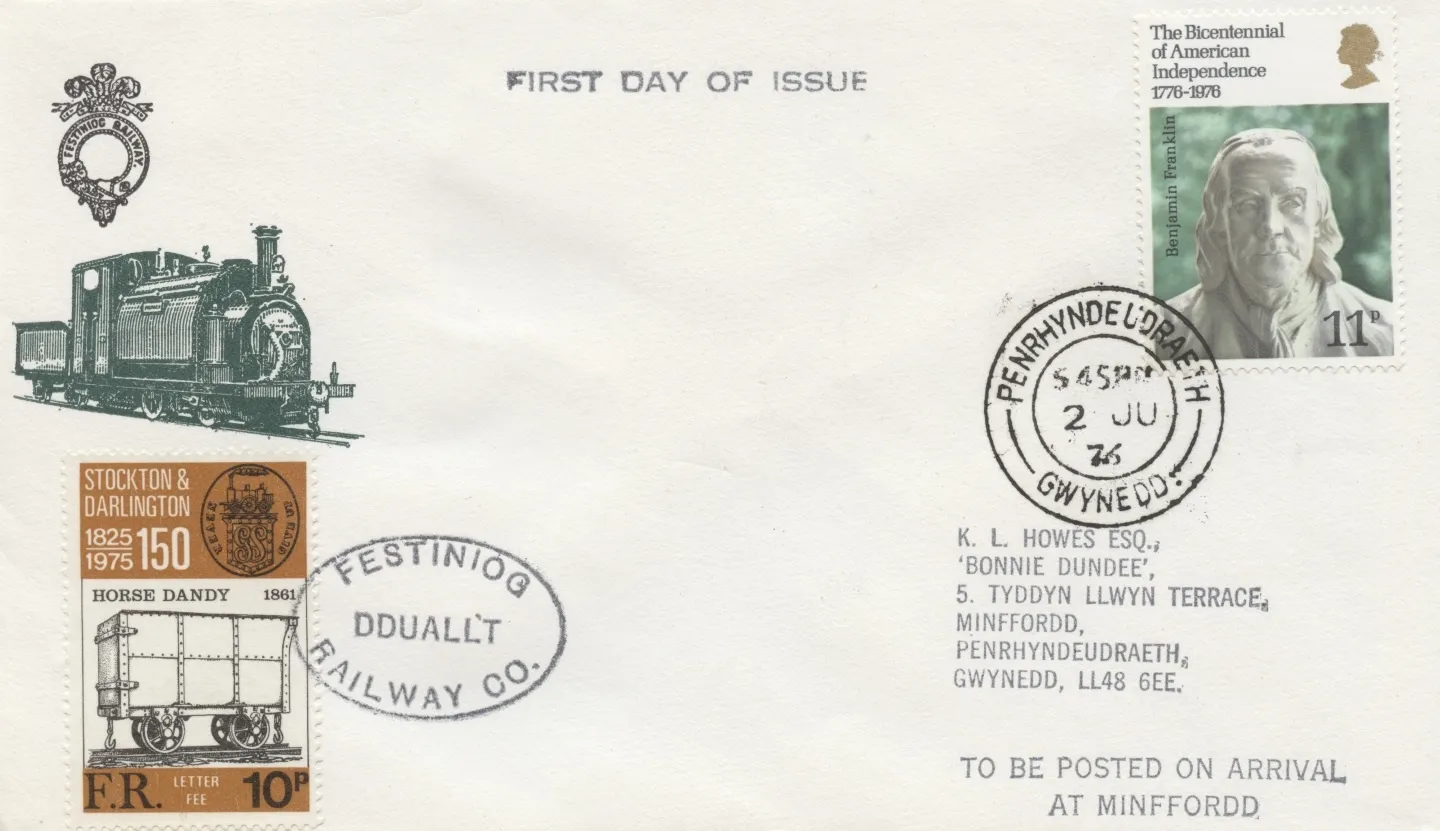 FIRST DAY OF ISSUE
The Bicentennial
of American
Independence
1776-1976
Benjamin Franklin
11P
FESTINIOG RAILWAY.
PENRHYNDEUDRAETH
5 45PM
2 JU
76
GWYNEDD
STOCKTON &
DARLINGTON
1825
1975
150
HORSE DANDY 1861
F.R. LETTER
FEE
10P
FESTINIOG
DDUALLT
RAILWAY CO.
K. L. HOWES ESQ.,
'BONNIE DUNDEE',
5. TYDDYN LLWYN TERRACE,
MINFFORDD,
PENRHYNDEUDRAETH,
GWYNEDD, LL48 6EE.
TO BE POSTED ON ARRIVAL
AT MINFFORDD